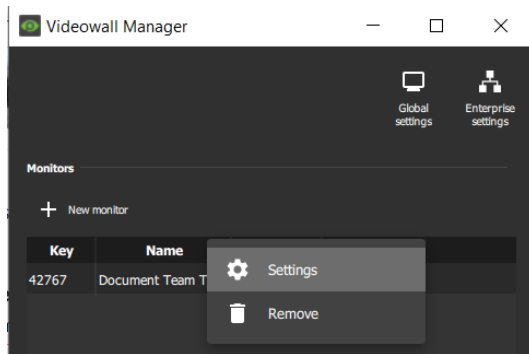 Videowall Manager
Global settings
Enterprise settings
Monitors
New monitor
Key Name
42767 Document Team T
Settings
Remove